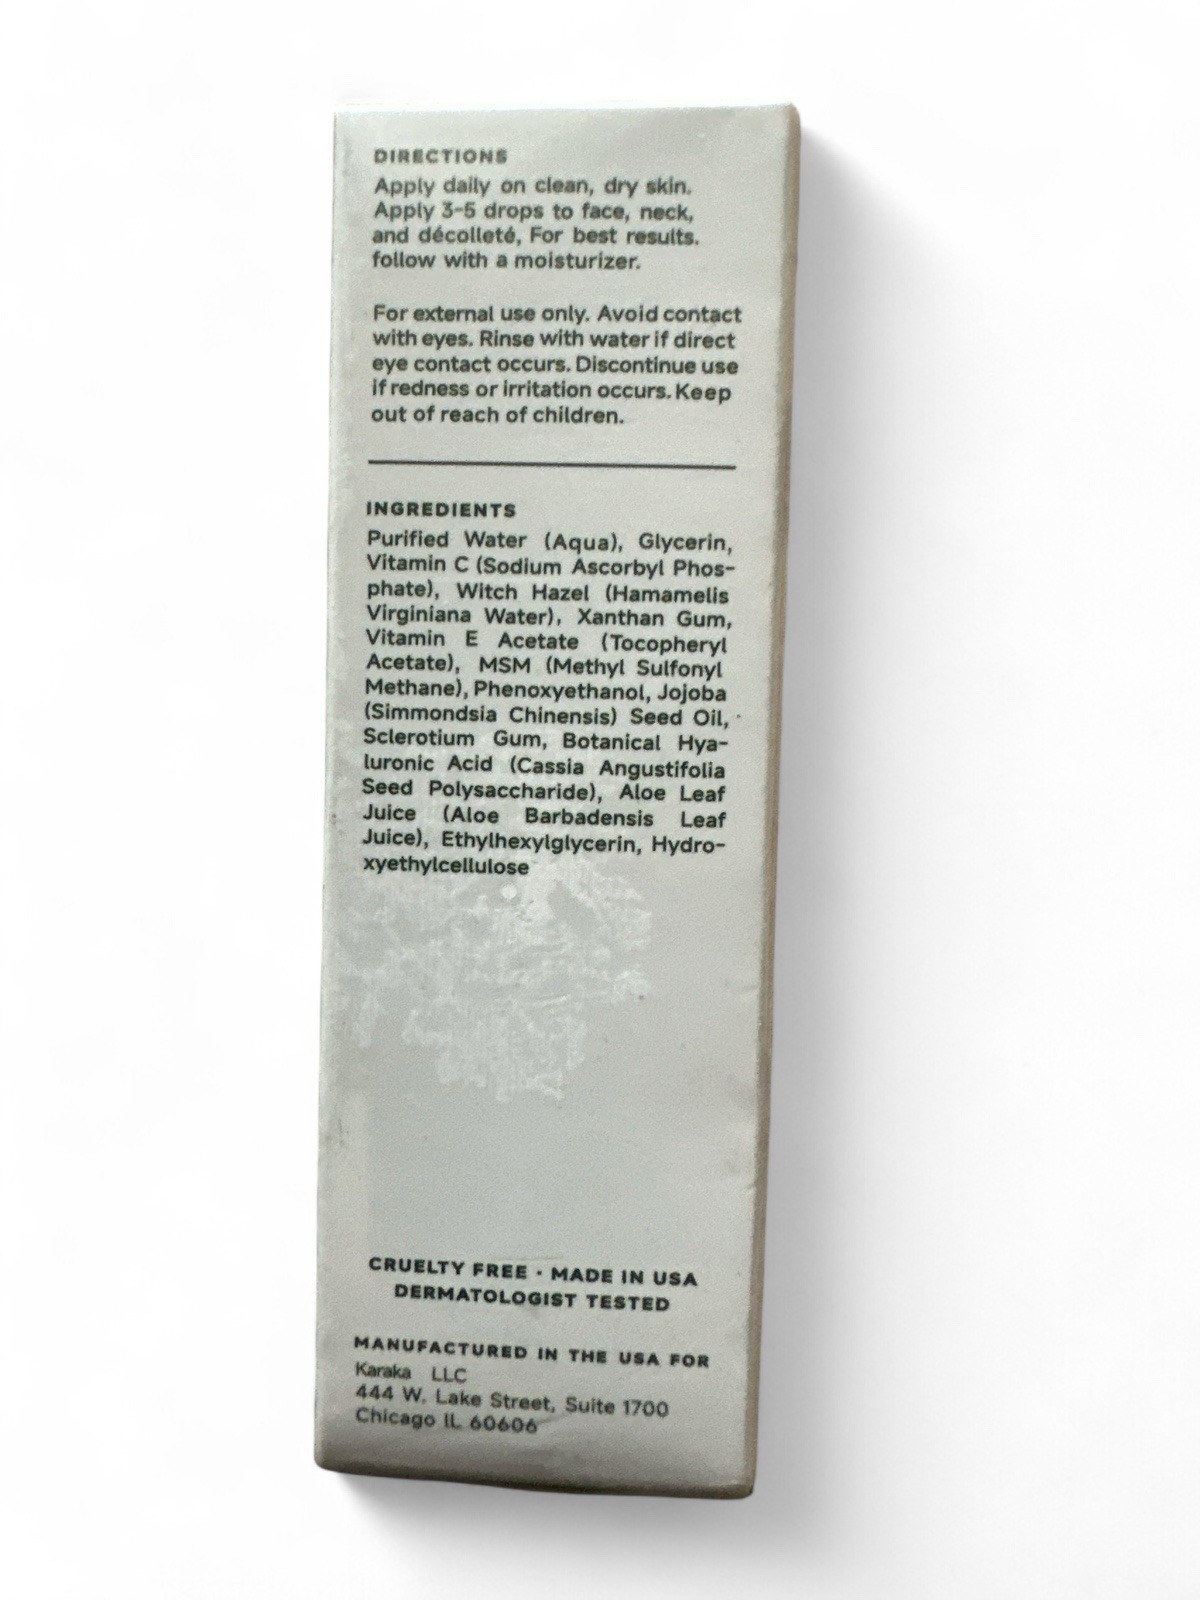 DIRECTIONS
Apply daily on clean, dry skin.
Apply 3-5 drops to face, neck,
and décolleté, For best results.
follow with a moisturizer.
For external use only. Avoid contact
with eyes. Rinse with water if direct
eye contact occurs. Discontinue use
if redness or irritation occurs. Keep
out of reach of children.
INGREDIENTS
Purified Water (Aqua), Glycerin,
Vitamin C (Sodium Ascorbyl Phos-
phate), Witch Hazel (Hamamelis
Virginiana Water), Xanthan Gum,
Vitamin E Acetate (Tocopheryl
Acetate), MSM (Methyl Sulfonyl
Methane), Phenoxyethanol, Jojoba
(Simmondsia Chinensis) Seed Oil,
Sclerotium Gum, Botanical Hya-
luronic Acid (Cassia Angustifolia
Seed Polysaccharide), Aloe Leaf
Juice (Aloe Barbadensis Leaf
Juice), Ethylhexylglycerin, Hydro-
xyethylcellulose
CRUELTY FREE · MADE IN USA
DERMATOLOGIST TESTED
MANUFACTURED IN THE USA FOR
Karaka LLC
444 W. Lake Street, Suite 1700
Chicago IL 60606